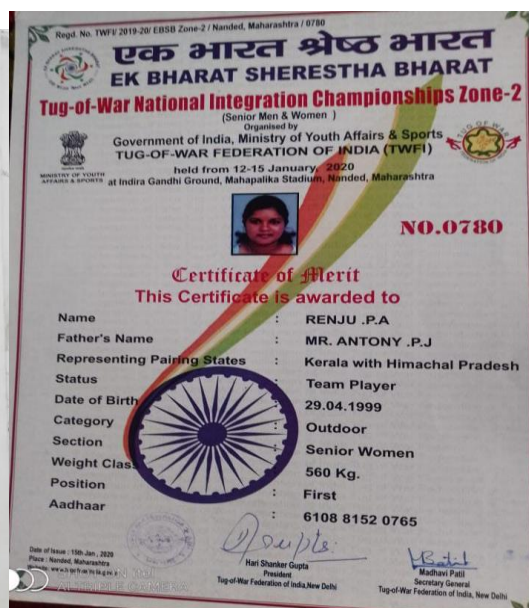 Regd. No. TWFI/ 2019-20/ EBSB Zone-2 / Nanded, Maharashtra / 0780
एक भारत श्रेष्ठ भारत
EK BHARAT SHERESTHA BHARAT
Tug-of-War National Integration Championships Zone-2
(Senior Men & Women )
Organised by
Government of India, Ministry of Youth Affairs & Sports
TUG-OF-WAR FEDERATION OF INDIA (TWFI)
MINISTRY OF YOUTH
AFFAIRS & SPORTS
held from 12-15 January, 2020
at Indira Gandhi Ground, Mahapalika Stadium, Nanded, Maharashtra
TUG OF WAR
NO.0780
Certificate of Merit
This Certificate is awarded to
Name : RENJU .P.A
Father's Name : MR. ANTONY .P.J
Representing Pairing States : Kerala with Himachal Pradesh
Status : Team Player
Date of Birth : 29.04.1999
Category : Outdoor
Section : Senior Women
Weight Class : 560 Kg.
Position : First
Aadhaar : 6108 8152 0765
Date of Issue : 15th Jan , 2020
Place : Nanded, Maharashtra
Hari Shanker Gupta
President
Tug-of-War Federation of India,New Delhi
Madhavi Patil
Secretary General
Tug-of-War Federation of India, New Delhi